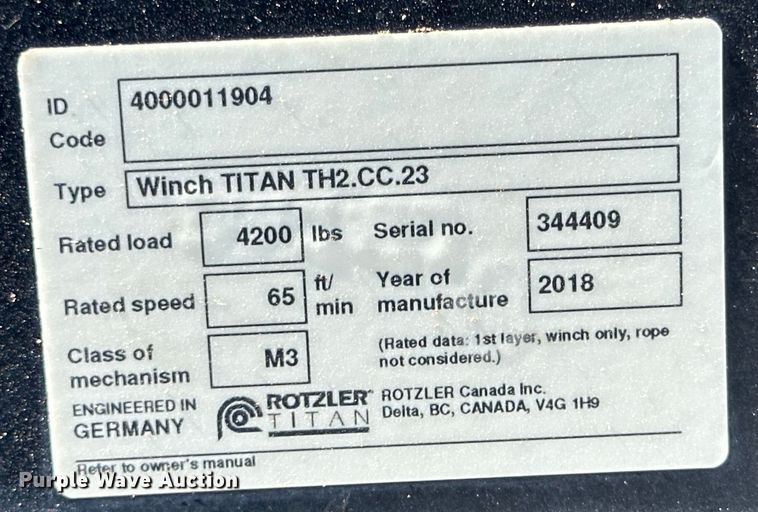 ID
Code
4000011904
Type Winch TITAN TH2.CC.23
Rated load 4200 lbs Serial no. 344409
Rated speed 65 ft/
min
Year of
manufacture 2018
Class of
mechanism M3
(Rated data: 1st layer, winch only, rope
not considered.)
ENGINEERED IN
GERMANY
ROTZLER
TITAN
ROTZLER Canada Inc.
Delta, BC, CANADA, V4G 1H9
Refer to owner's manual
Purple Wave Auction